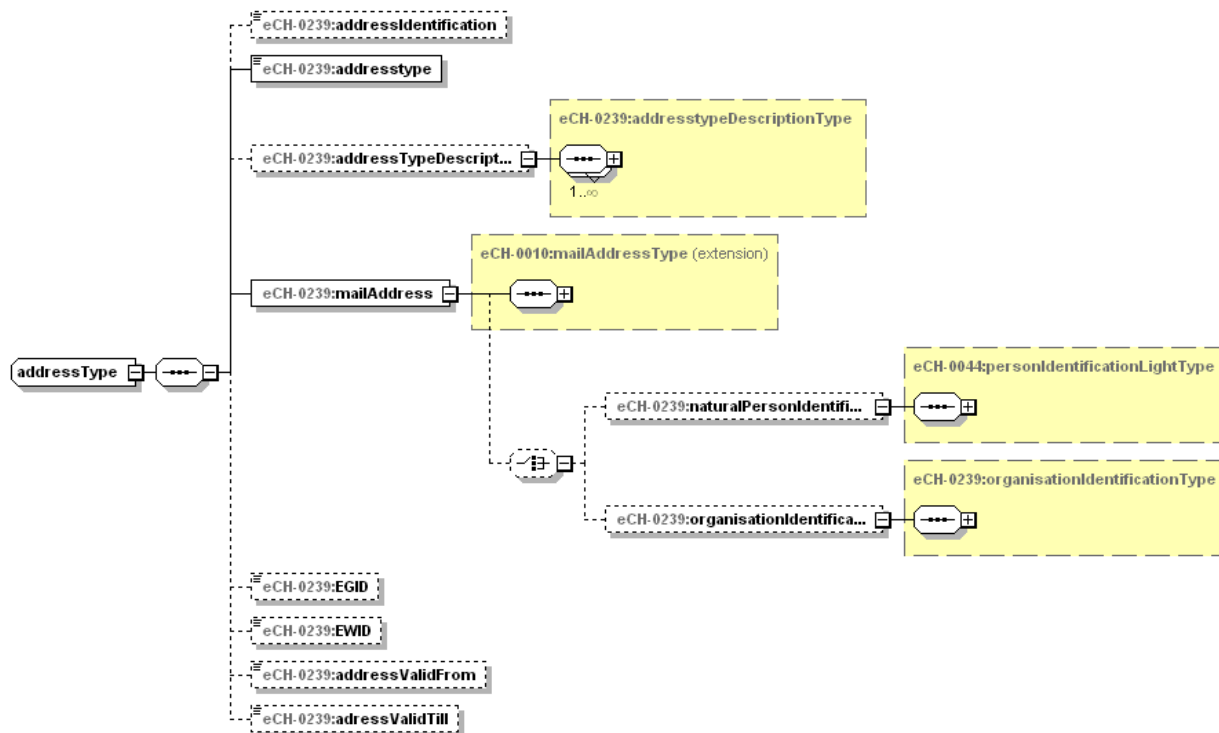 eCH-0239:addressIdentification
eCH-0239:addresstype
eCH-0239:addresstypeDescriptionType
eCH-0239:addressTypeDescript...
1..∞
eCH-0010:mailAddressType (extension)
eCH-0239:mailAddress
addressType
eCH-0044:personIdentificationLightType
eCH-0239:naturalPersonIdentifi...
eCH-0239:organisationIdentificationType
eCH-0239:organisationIdentifica...
eCH-0239:EGID
eCH-0239:EWID
eCH-0239:addressValidFrom
eCH-0239:adressValidTill